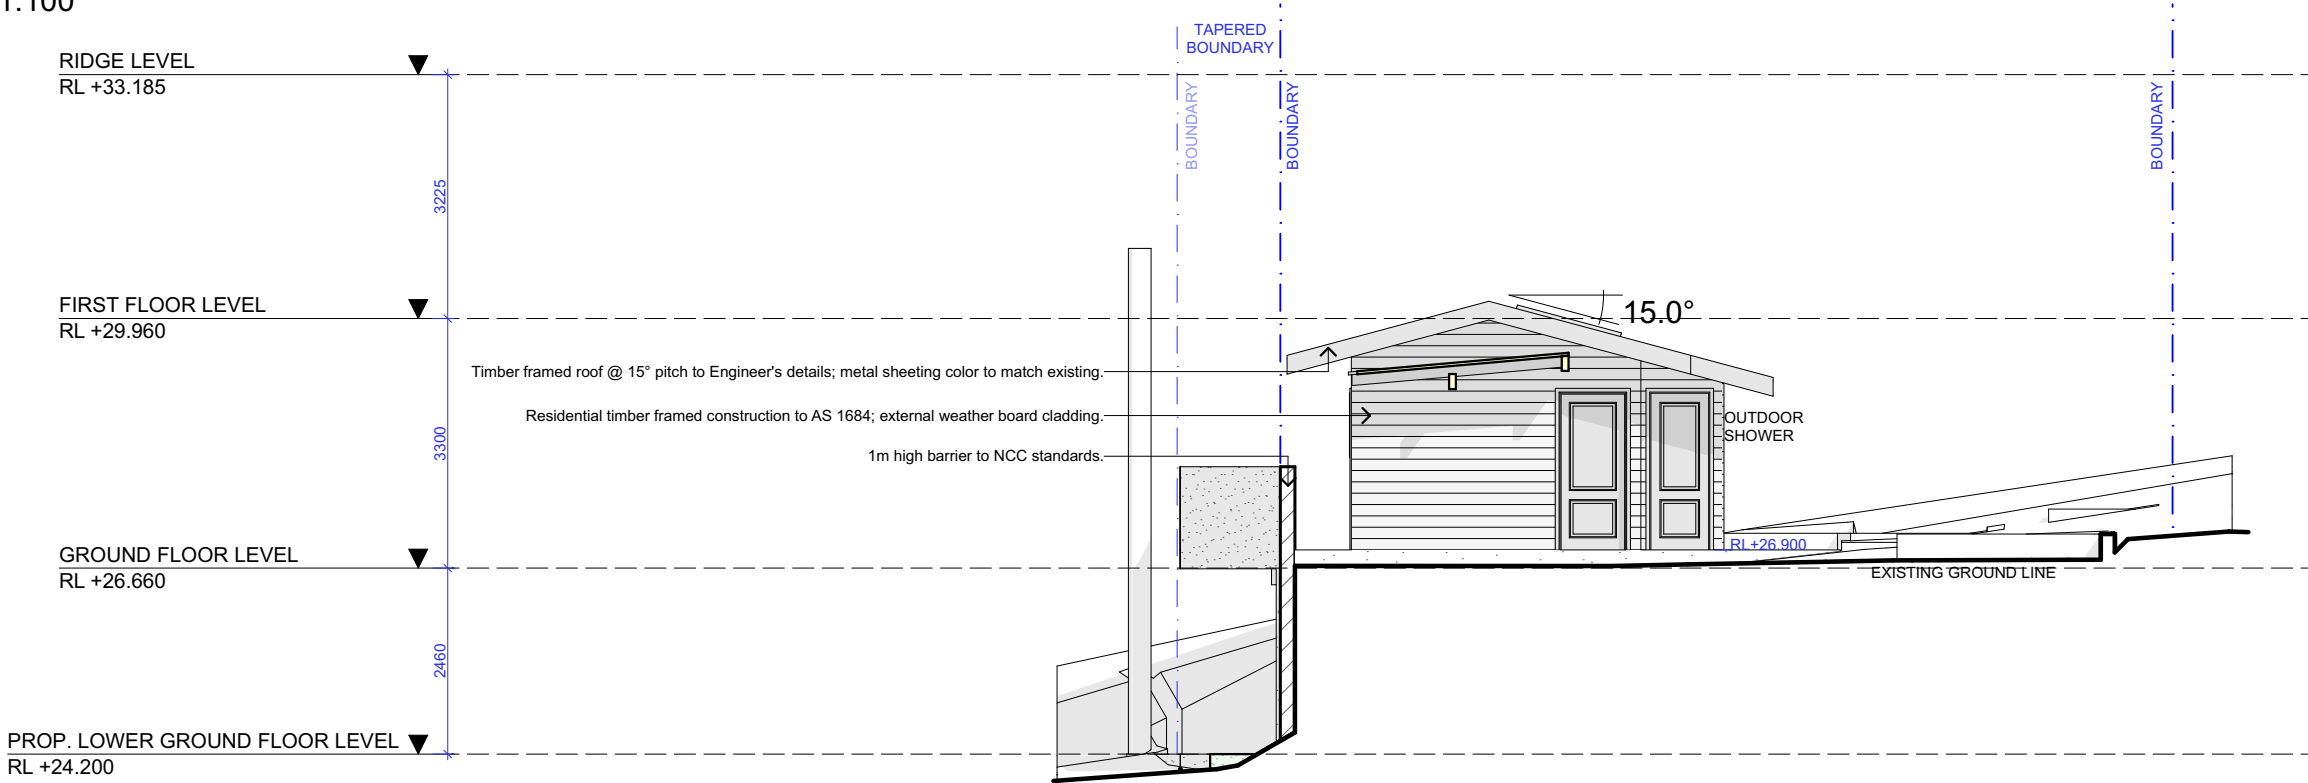 1:100
TAPERED
BOUNDARY
RIDGE LEVEL
RL +33.185
BOUNDARY
BOUNDARY
BOUNDARY
3225
FIRST FLOOR LEVEL
RL +29.960
15.0°
Timber framed roof @ 15° pitch to Engineer's details; metal sheeting color to match existing.
Residential timber framed construction to AS 1684; external weather board cladding.
OUTDOOR
SHOWER
3300
1m high barrier to NCC standards.
RL+26.900
GROUND FLOOR LEVEL
RL +26.660
EXISTING GROUND LINE
2460
PROP. LOWER GROUND FLOOR LEVEL
RL +24.200